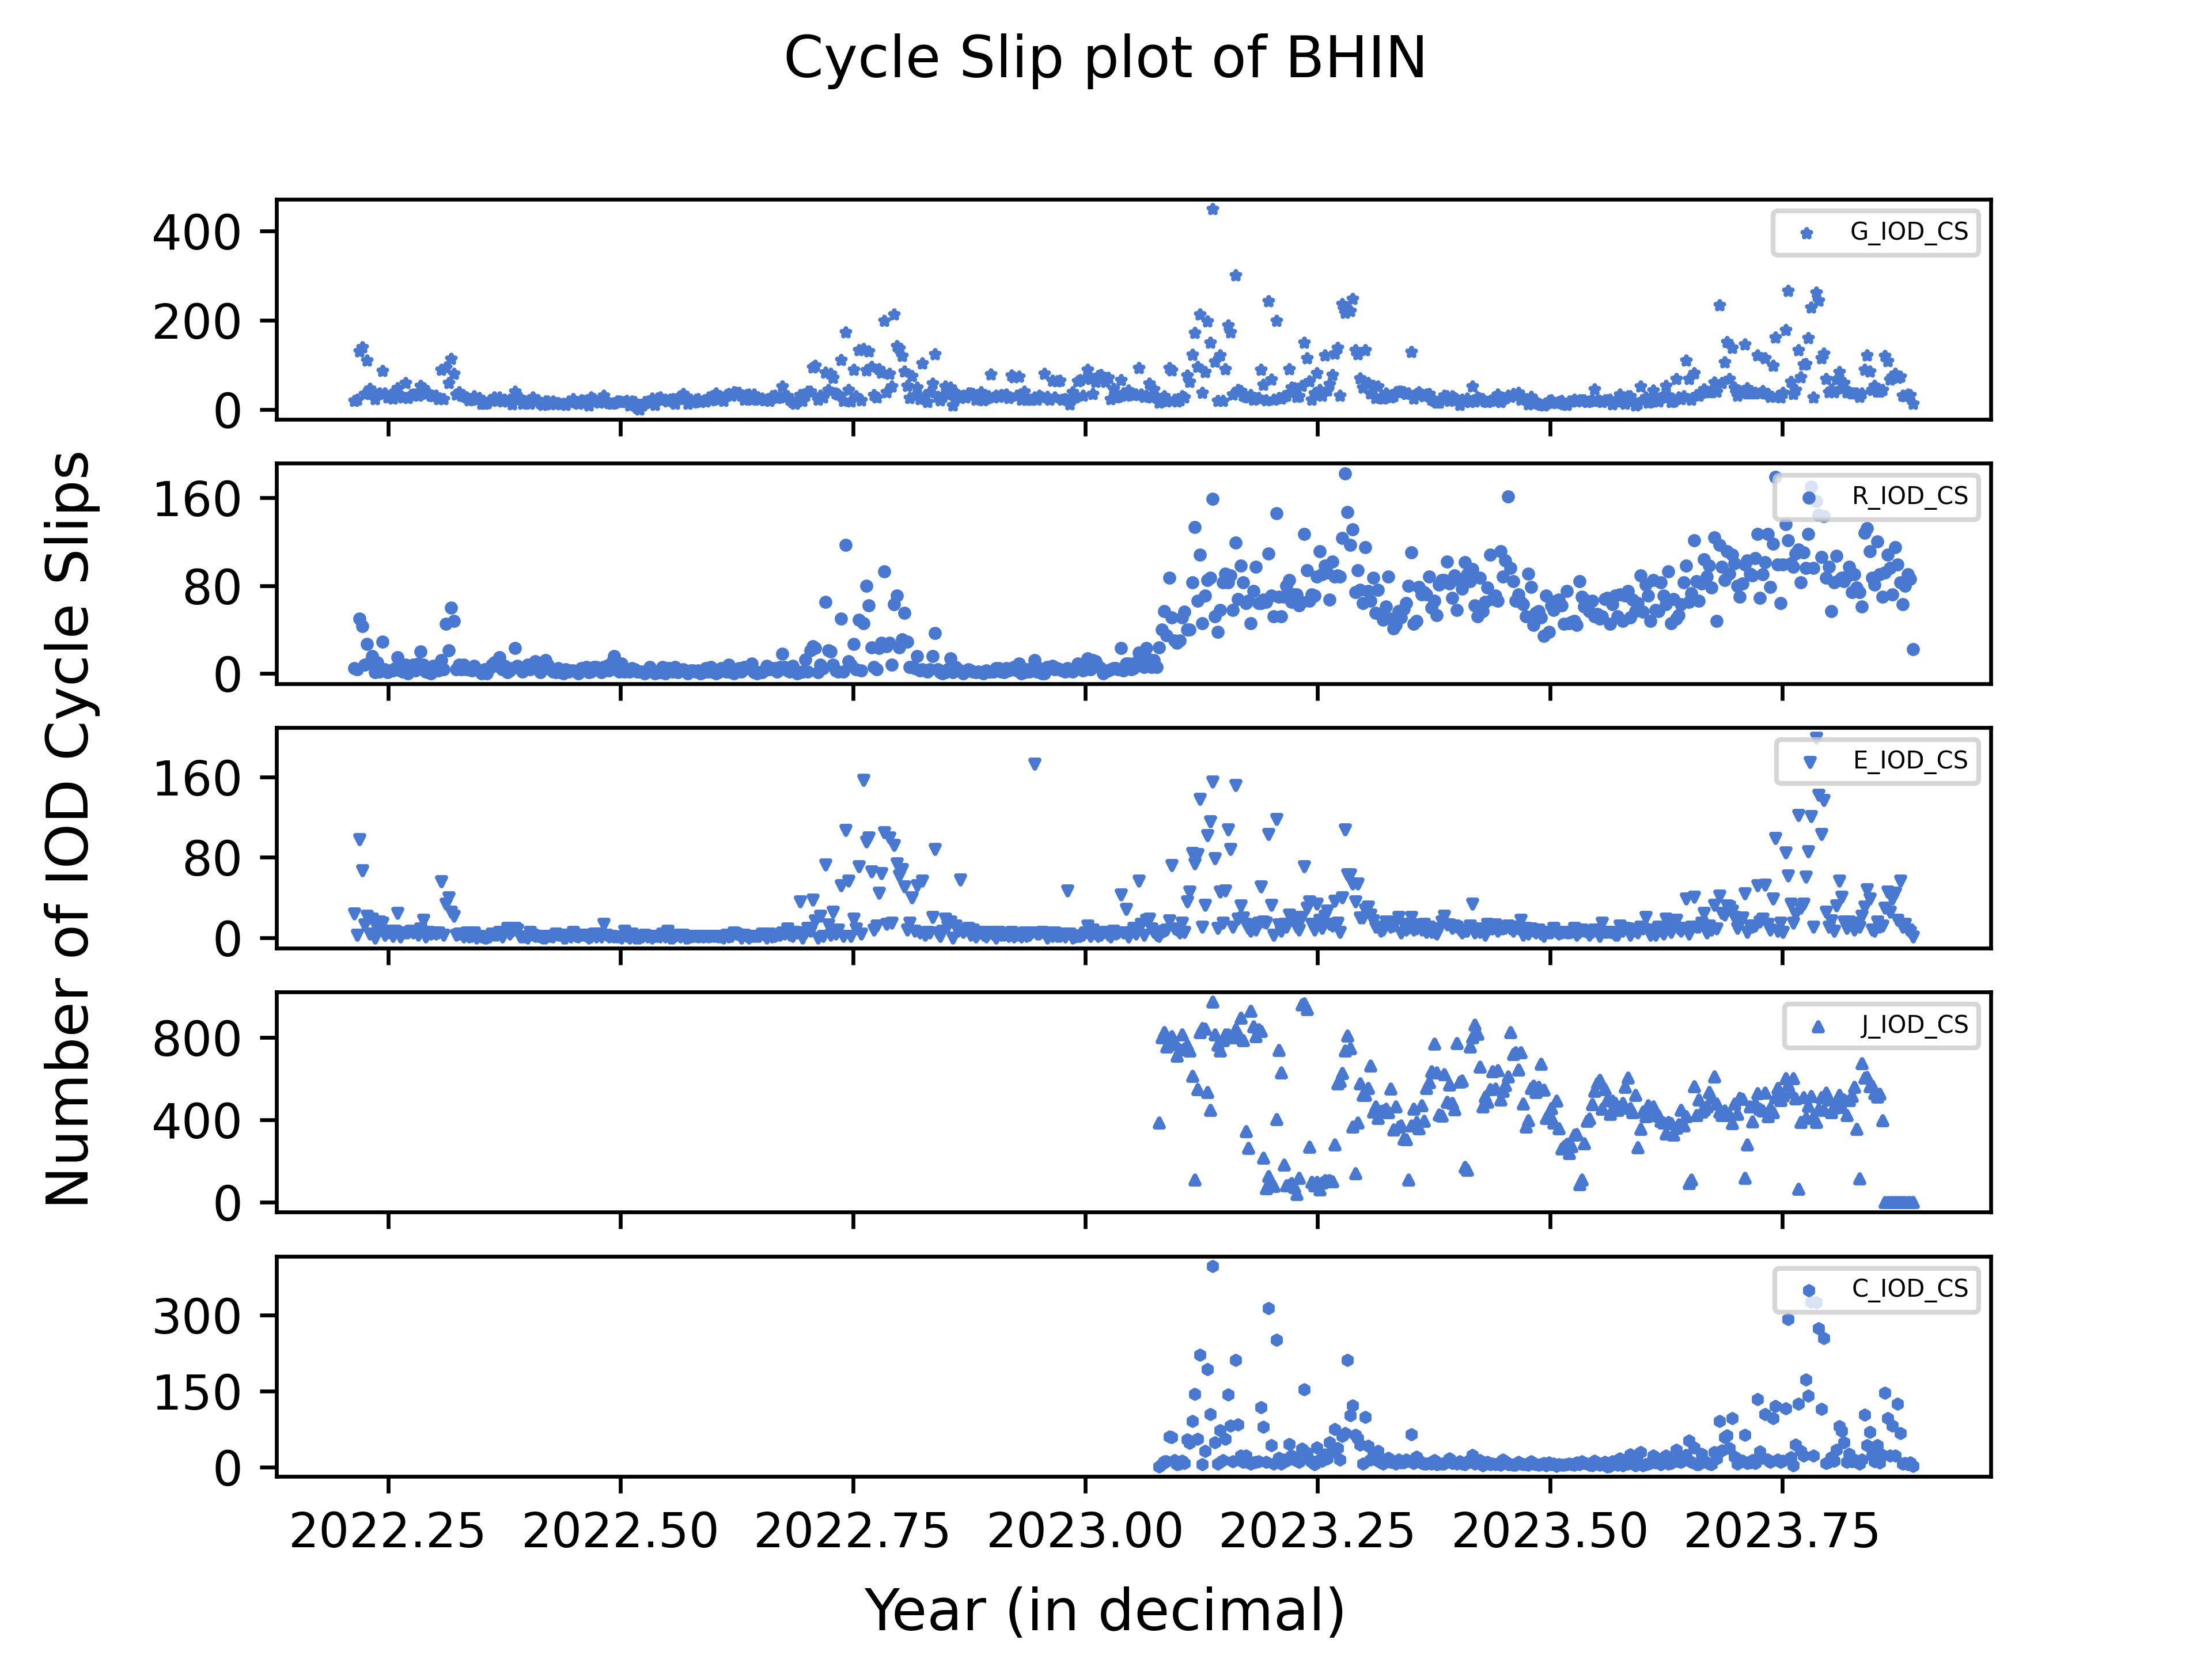 Cycle Slip plot of BHIN
Number of IOD Cycle Slips
400
200
0
G_IOD_CS
160
80
0
R_IOD_CS
160
80
0
E_IOD_CS
800
400
0
J_IOD_CS
300
150
0
C_IOD_CS
2022.25 2022.50 2022.75 2023.00 2023.25 2023.50 2023.75
Year (in decimal)